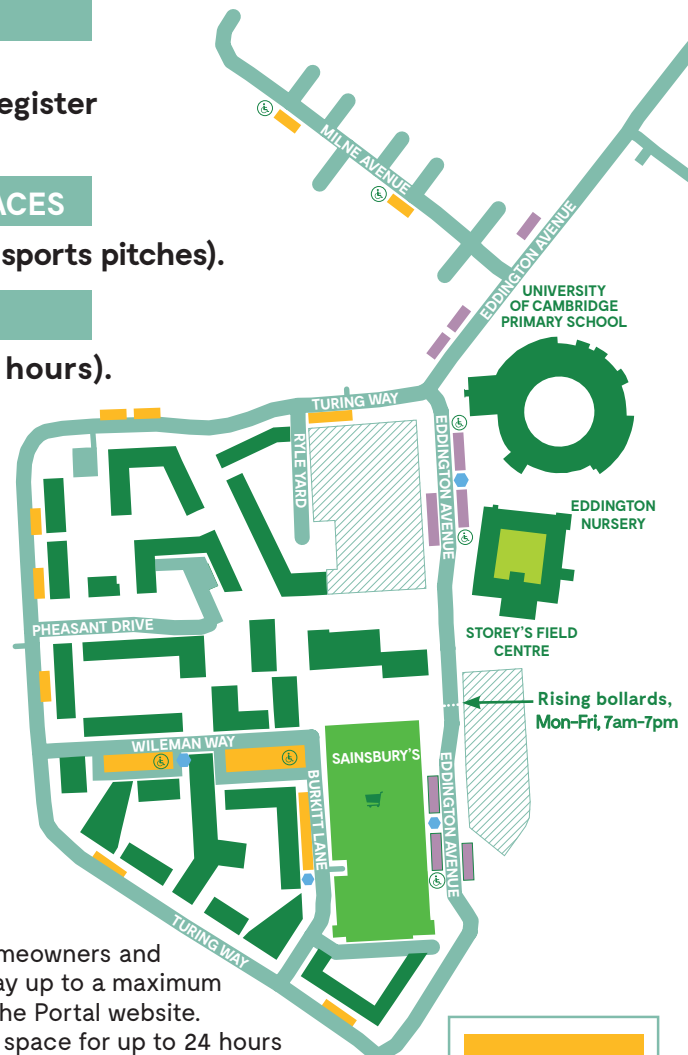 egister
ACES
sports pitches).
hours).
MILNE AVENUE
EDDINGTON AVENUE
UNIVERSITY
OF CAMBRIDGE
PRIMARY SCHOOL
TURING WAY
RYLE YARD
EDDINGTON AVENUE
EDDINGTON
NURSERY
PHEASANT DRIVE
STOREY'S FIELD
CENTRE
Rising bollards,
Mon-Fri, 7am-7pm
WILEMAN WAY
SAINSBURY'S
BURKITT LANE
EDDINGTON AVENUE
TURING WAY
meowners and
ay up to a maximum
he Portal website.
space for up to 24 hours